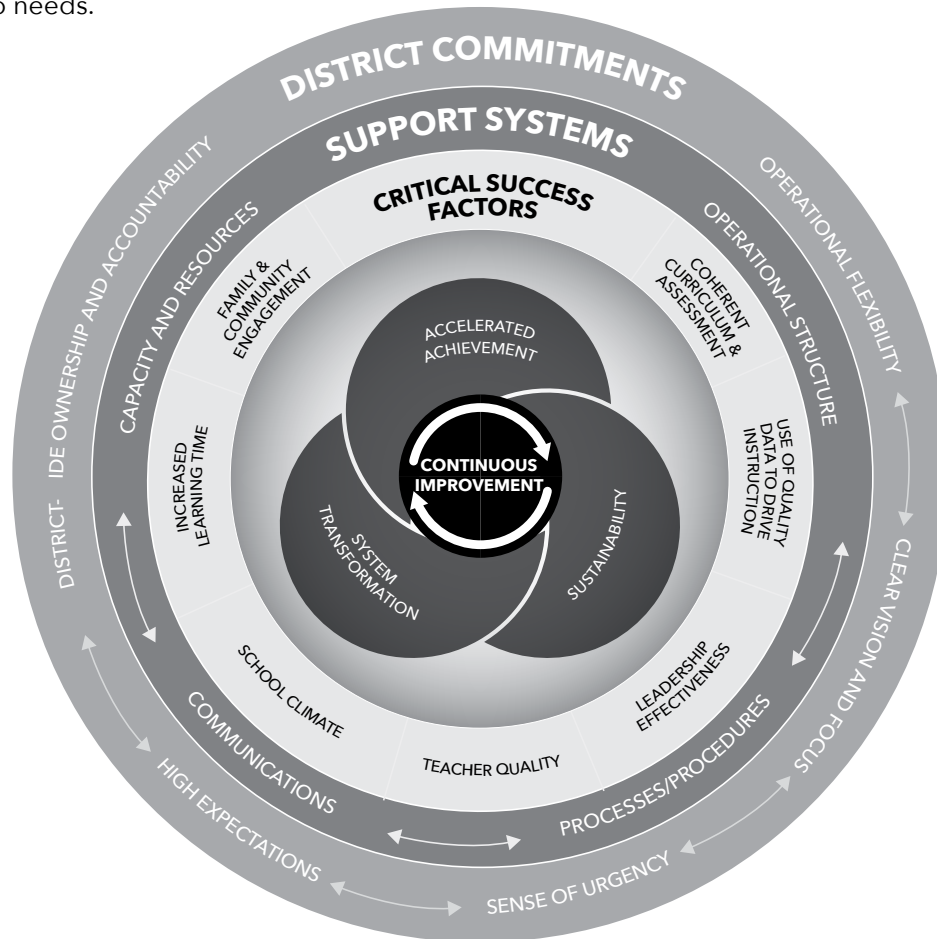 needs.
DISTRICT COMMITMENTS
SUPPORT SYSTEMS
CRITICAL SUCCESS
FACTORS
OPERATIONAL FLEXIBILITY
CLEAR VISION AND FOCUS
SENSE OF URGENCY
HIGH EXPECTATIONS
DISTRICT- IDE OWNERSHIP AND ACCOUNTABILITY
OPERATIONAL STRUCTURE
PROCESSES/PROCEDURES
COMMUNICATIONS
CAPACITY AND RESOURCES
COHERENT
CURRICULUM &
ASSESSMENT
USE OF QUALITY
DATA TO DRIVE
INSTRUCTION
LEADERSHIP
EFFECTIVENESS
TEACHER QUALITY
SCHOOL CLIMATE
INCREASED
LEARNING TIME
FAMILY &
COMMUNITY
ENGAGEMENT
ACCELERATED
ACHIEVEMENT
SUSTAINABILITY
SYSTEM
TRANSFORMATION
CONTINUOUS
IMPROVEMENT